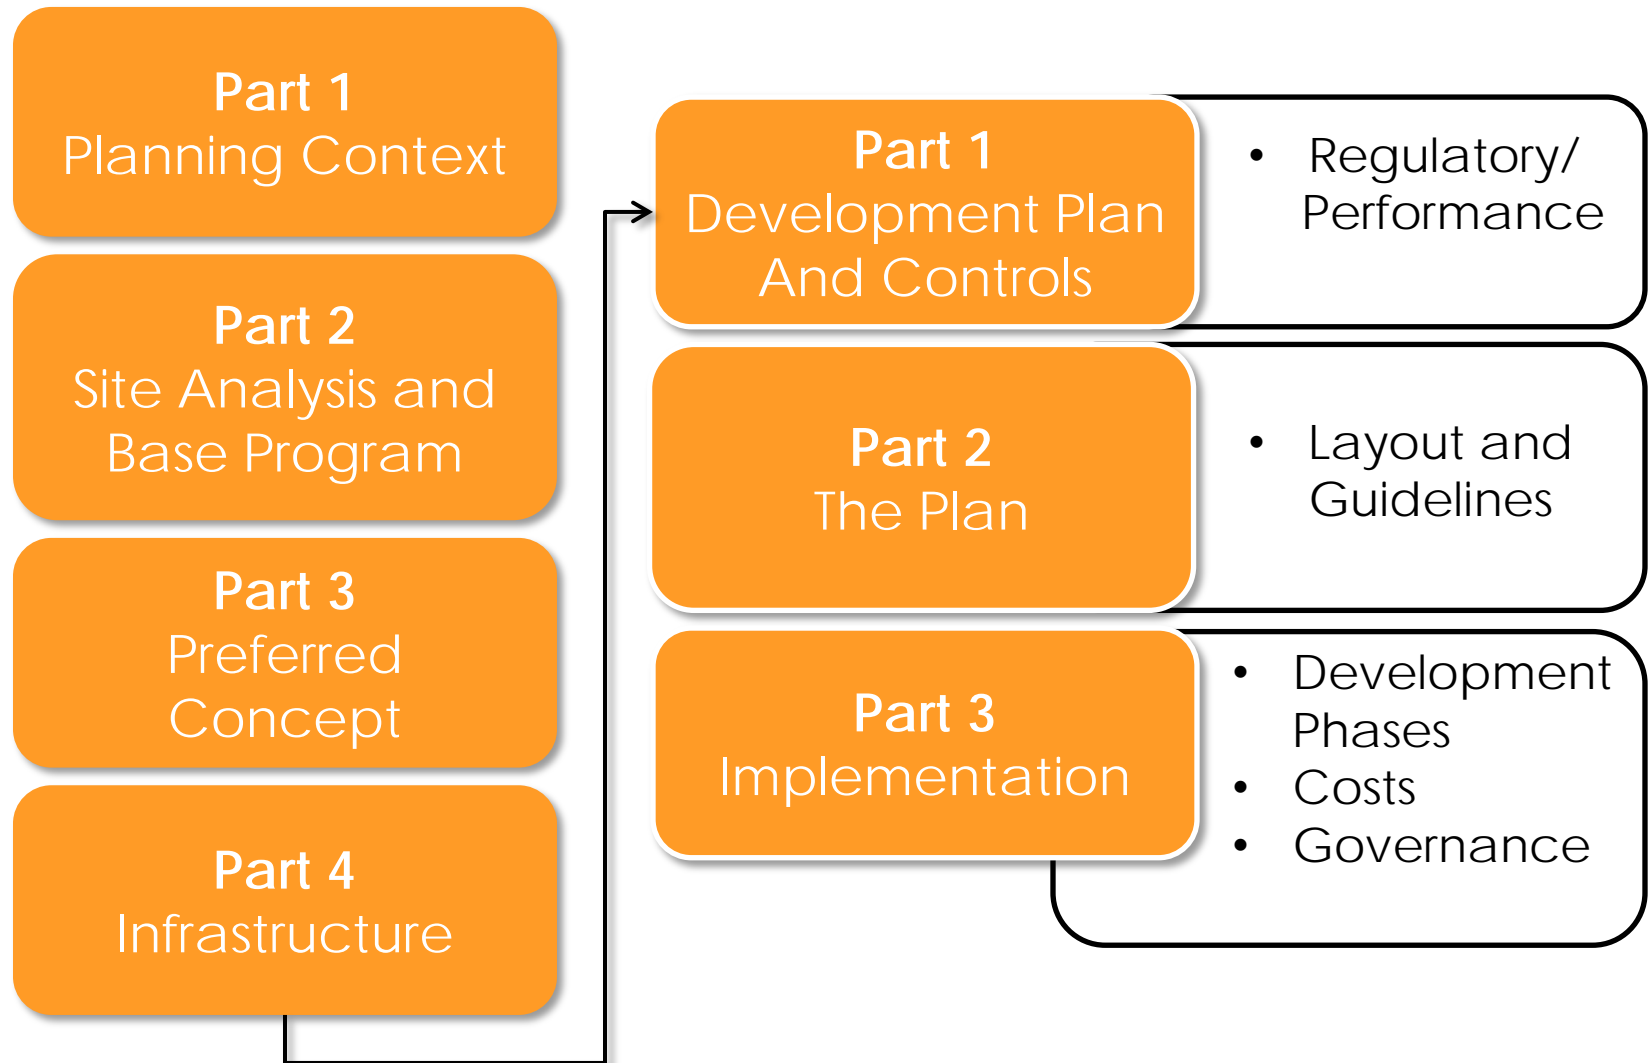 Part 1
Planning Context
Part 2
Site Analysis and
Base Program
Part 3
Preferred
Concept
Part 4
Infrastructure
Part 1
Development Plan
And Controls
• Regulatory/
Performance
Part 2
The Plan
• Layout and
Guidelines
Part 3
Implementation
• Development
Phases
• Costs
• Governance